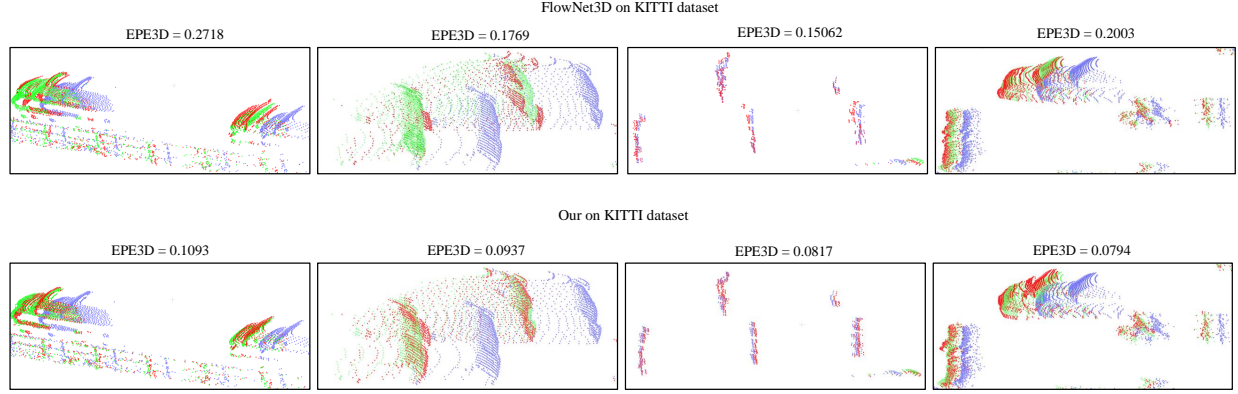 FlowNet3D on KITTI dataset
EPE3D = 0.2718
EPE3D = 0.1769
EPE3D = 0.15062
EPE3D = 0.2003
Our on KITTI dataset
EPE3D = 0.1093
EPE3D = 0.0937
EPE3D = 0.0817
EPE3D = 0.0794